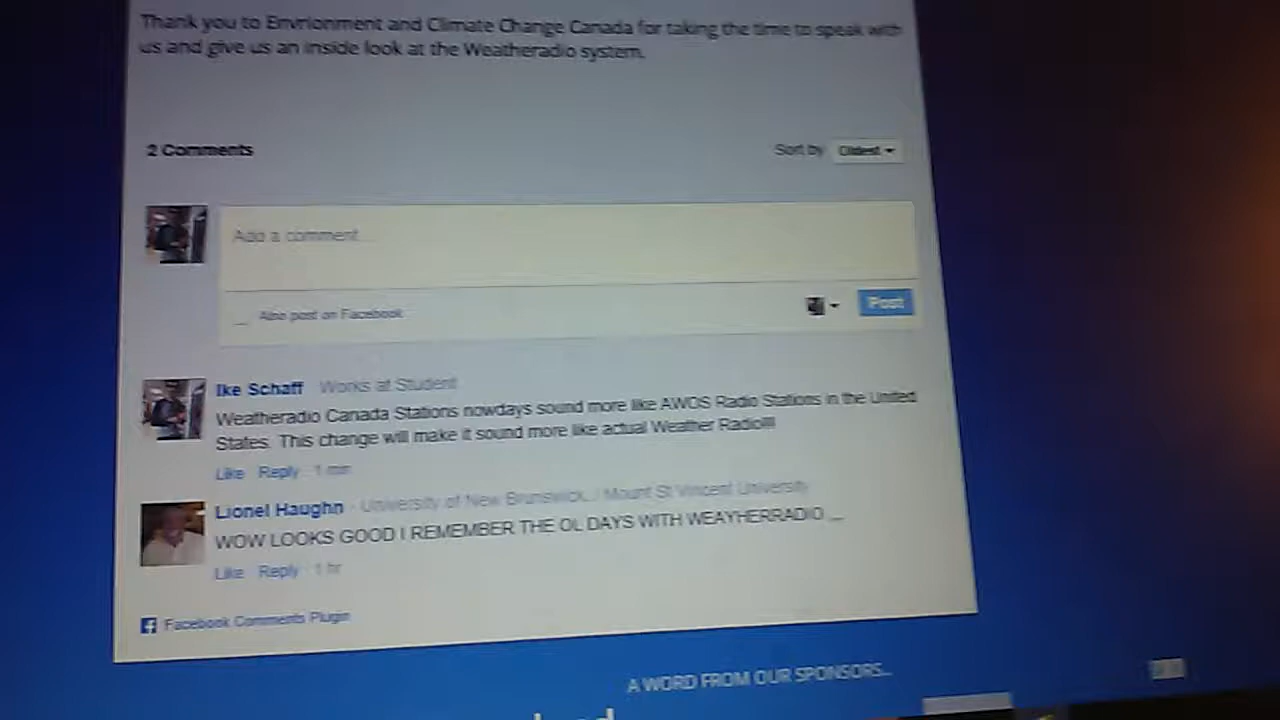 Thank you to Envrionment and Climate Change Canada for taking the time to speak with
us and give us an inside look at the Weatheradio system.
2 Comments
Sort by Oldest
Add a comment...
Also post on Facebook
Post
Ike Schaff · Works at Student
Weatheradio Canada Stations nowdays sound more like AWOS Radio Stations in the United
States. This change will make it sound more like actual Weather Radio!!!!
Like · Reply · 1 min
Lionel Haughn · University of New Brunswick, / Mount St Vincent University
WOW LOOKS GOOD I REMEMBER THE OL DAYS WITH WEAYHERRADIO ...
Like · Reply · 1 hr
Facebook Comments Plugin
A WORD FROM OUR SPONSORS...